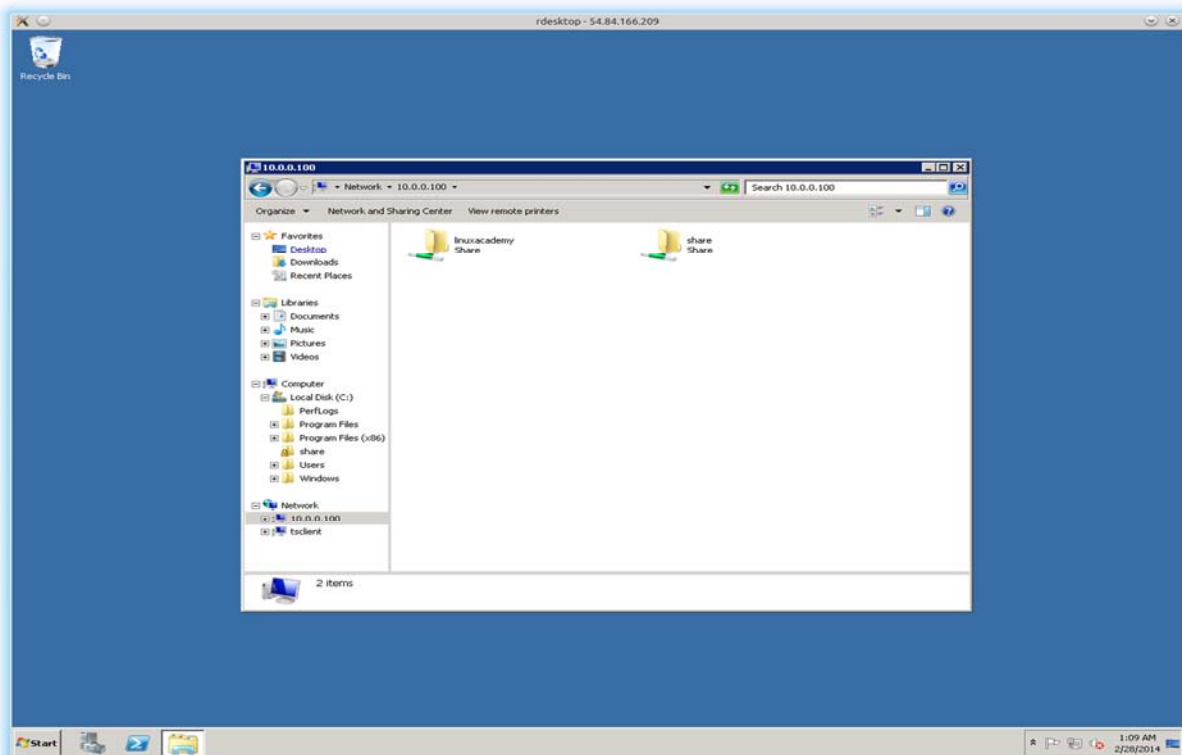 rdesktop - 54.84.166.209
Recycle Bin
10.0.0.100
Network
10.0.0.100
Search 10.0.0.100
Organize
Network and Sharing Center
View remote printers
Favorites
Desktop
Downloads
Recent Places
Libraries
Documents
Music
Pictures
Videos
Computer
Local Disk (C:)
PerfLogs
Program Files
Program Files (x86)
share
Users
Windows
Network
10.0.0.100
tsclient
linuxacademy
Share
share
Share
2 items
Start
1:09 AM
2/28/2014